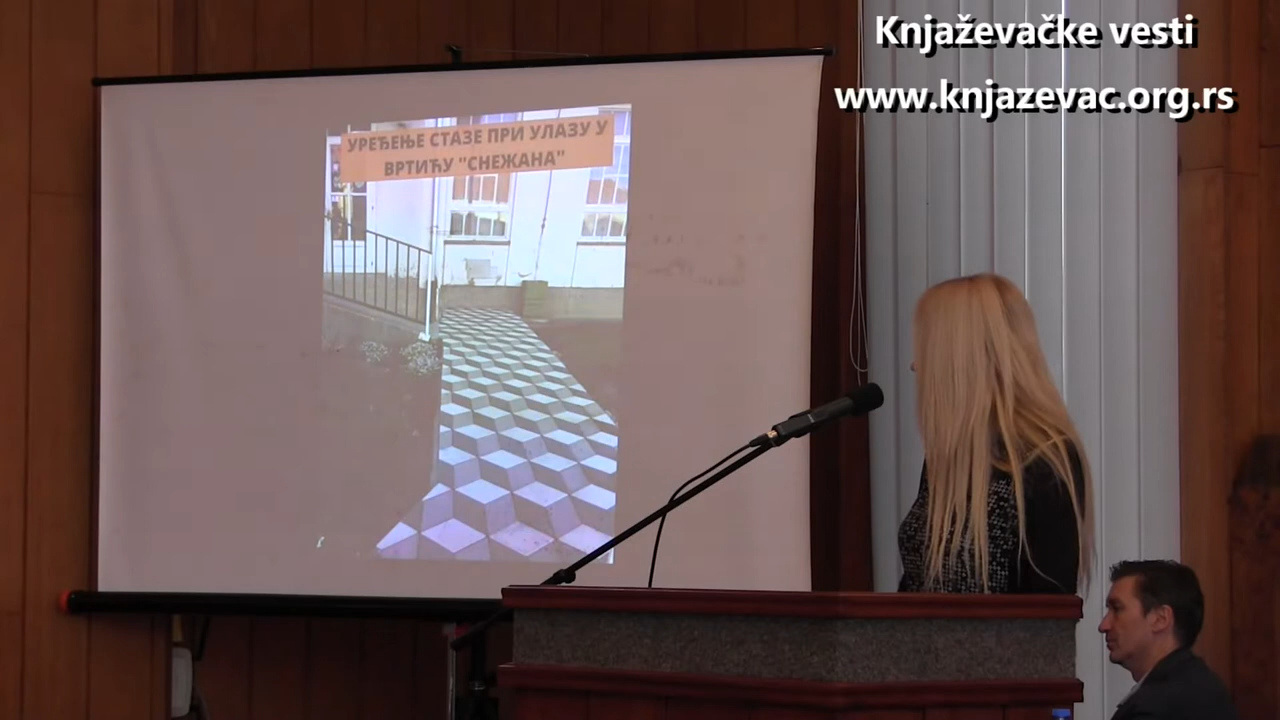 Knjaževačke vesti
www.knjazevac.org.rs
УРЕЂЕЊЕ СТАЗЕ ПРИ УЛАЗУ У
ВРТИЋУ "СНЕЖАНА"